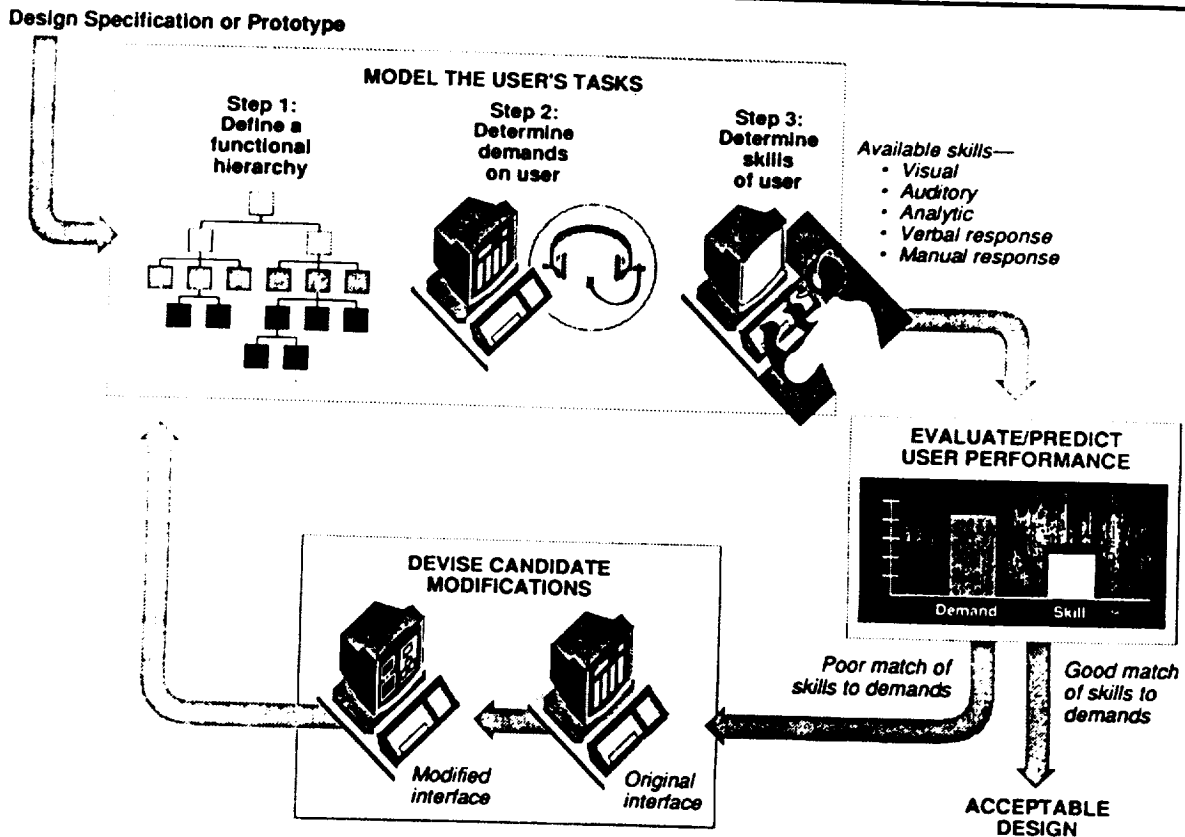 Design Specification or Prototype
MODEL THE USER'S TASKS
Step 1:
Define a
functional
hierarchy
Step 2:
Determine
demands
on user
Step 3:
Determine
skills
of user
Available skills—
• Visual
• Auditory
• Analytic
• Verbal response
• Manual response
EVALUATE/PREDICT
USER PERFORMANCE
Demand
Skill
Poor match of
skills to demands
Good match
of skills to
demands
DEVISE CANDIDATE
MODIFICATIONS
Modified
interface
Original
interface
ACCEPTABLE
DESIGN